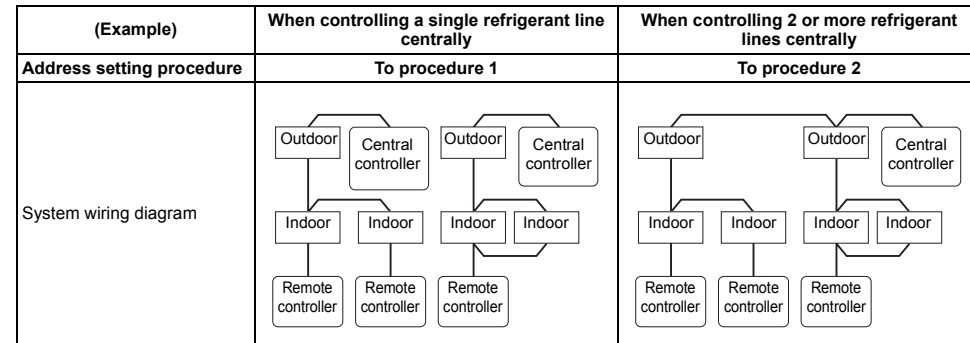 (Example)
When controlling a single refrigerant line
centrally
When controlling 2 or more refrigerant
lines centrally
Address setting procedure
To procedure 1
To procedure 2
System wiring diagram
Outdoor
Central
controller
Outdoor
Central
controller
Indoor
Indoor
Indoor
Indoor
Remote
controller
Remote
controller
Remote
controller
Outdoor
Outdoor
Central
controller
Indoor
Indoor
Indoor
Indoor
Remote
controller
Remote
controller
Remote
controller